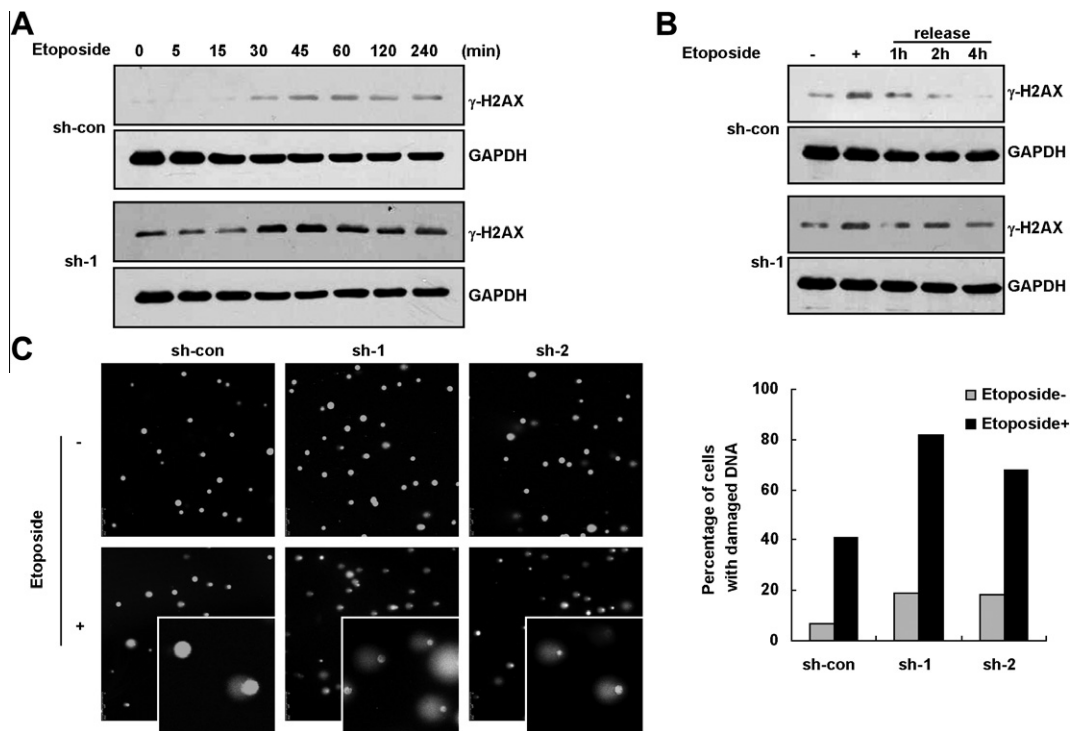 A
Etoposide 0 5 15 30 45 60 120 240 (min)
γ-H2AX
sh-con
GAPDH
γ-H2AX
sh-1
GAPDH
B
release
Etoposide - + 1h 2h 4h
γ-H2AX
sh-con
GAPDH
γ-H2AX
sh-1
GAPDH
C
sh-con sh-1 sh-2
Etoposide
-
+
Percentage of cells
with damaged DNA
100
80
60
40
20
0
Etoposide-
Etoposide+
sh-con sh-1 sh-2